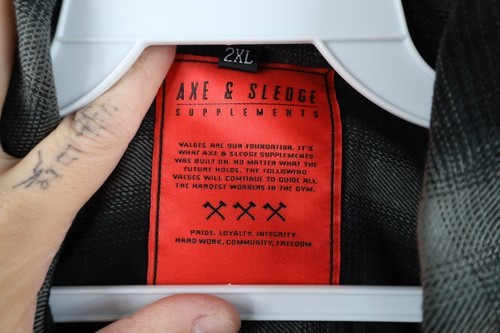 2XL
AXE & SLEDGE
SUPPLEMENTS
VALUES ARE OUR FOUNDATION. IT'S
WHAT AXE & SLEDGE SUPPLEMENTS
WAS BUILT ON. NO MATTER WHAT THE
FUTURE HOLDS. THE FOLLOWING
VALUES WILL CONTINUE TO GUIDE ALL
THE HARDEST WORKERS IN THE GYM.
PRIDE, LOYALTY, INTEGRITY
HARD WORK, COMMUNITY, FREEDOM